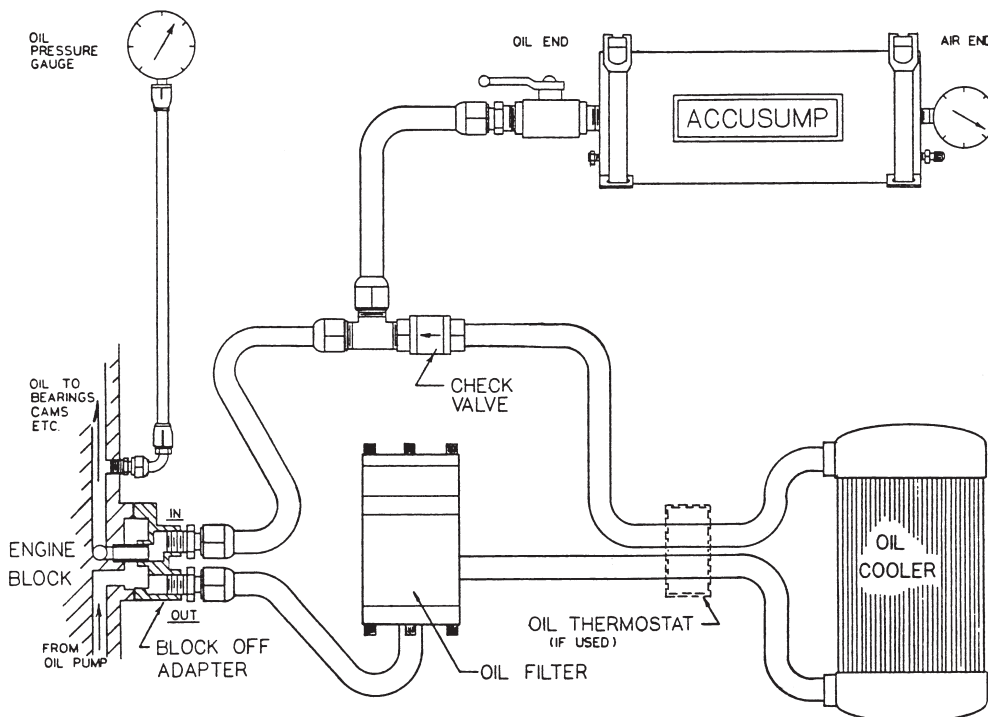 OIL
PRESSURE
GAUGE
OIL END
AIR END
ACCUSUMP
CHECK
VALVE
OIL TO
BEARINGS
CAMS
ETC.
IN
ENGINE
BLOCK
OUT
FROM
OIL PUMP
BLOCK OFF
ADAPTER
OIL FILTER
OIL THERMOSTAT
(IF USED)
OIL
COOLER